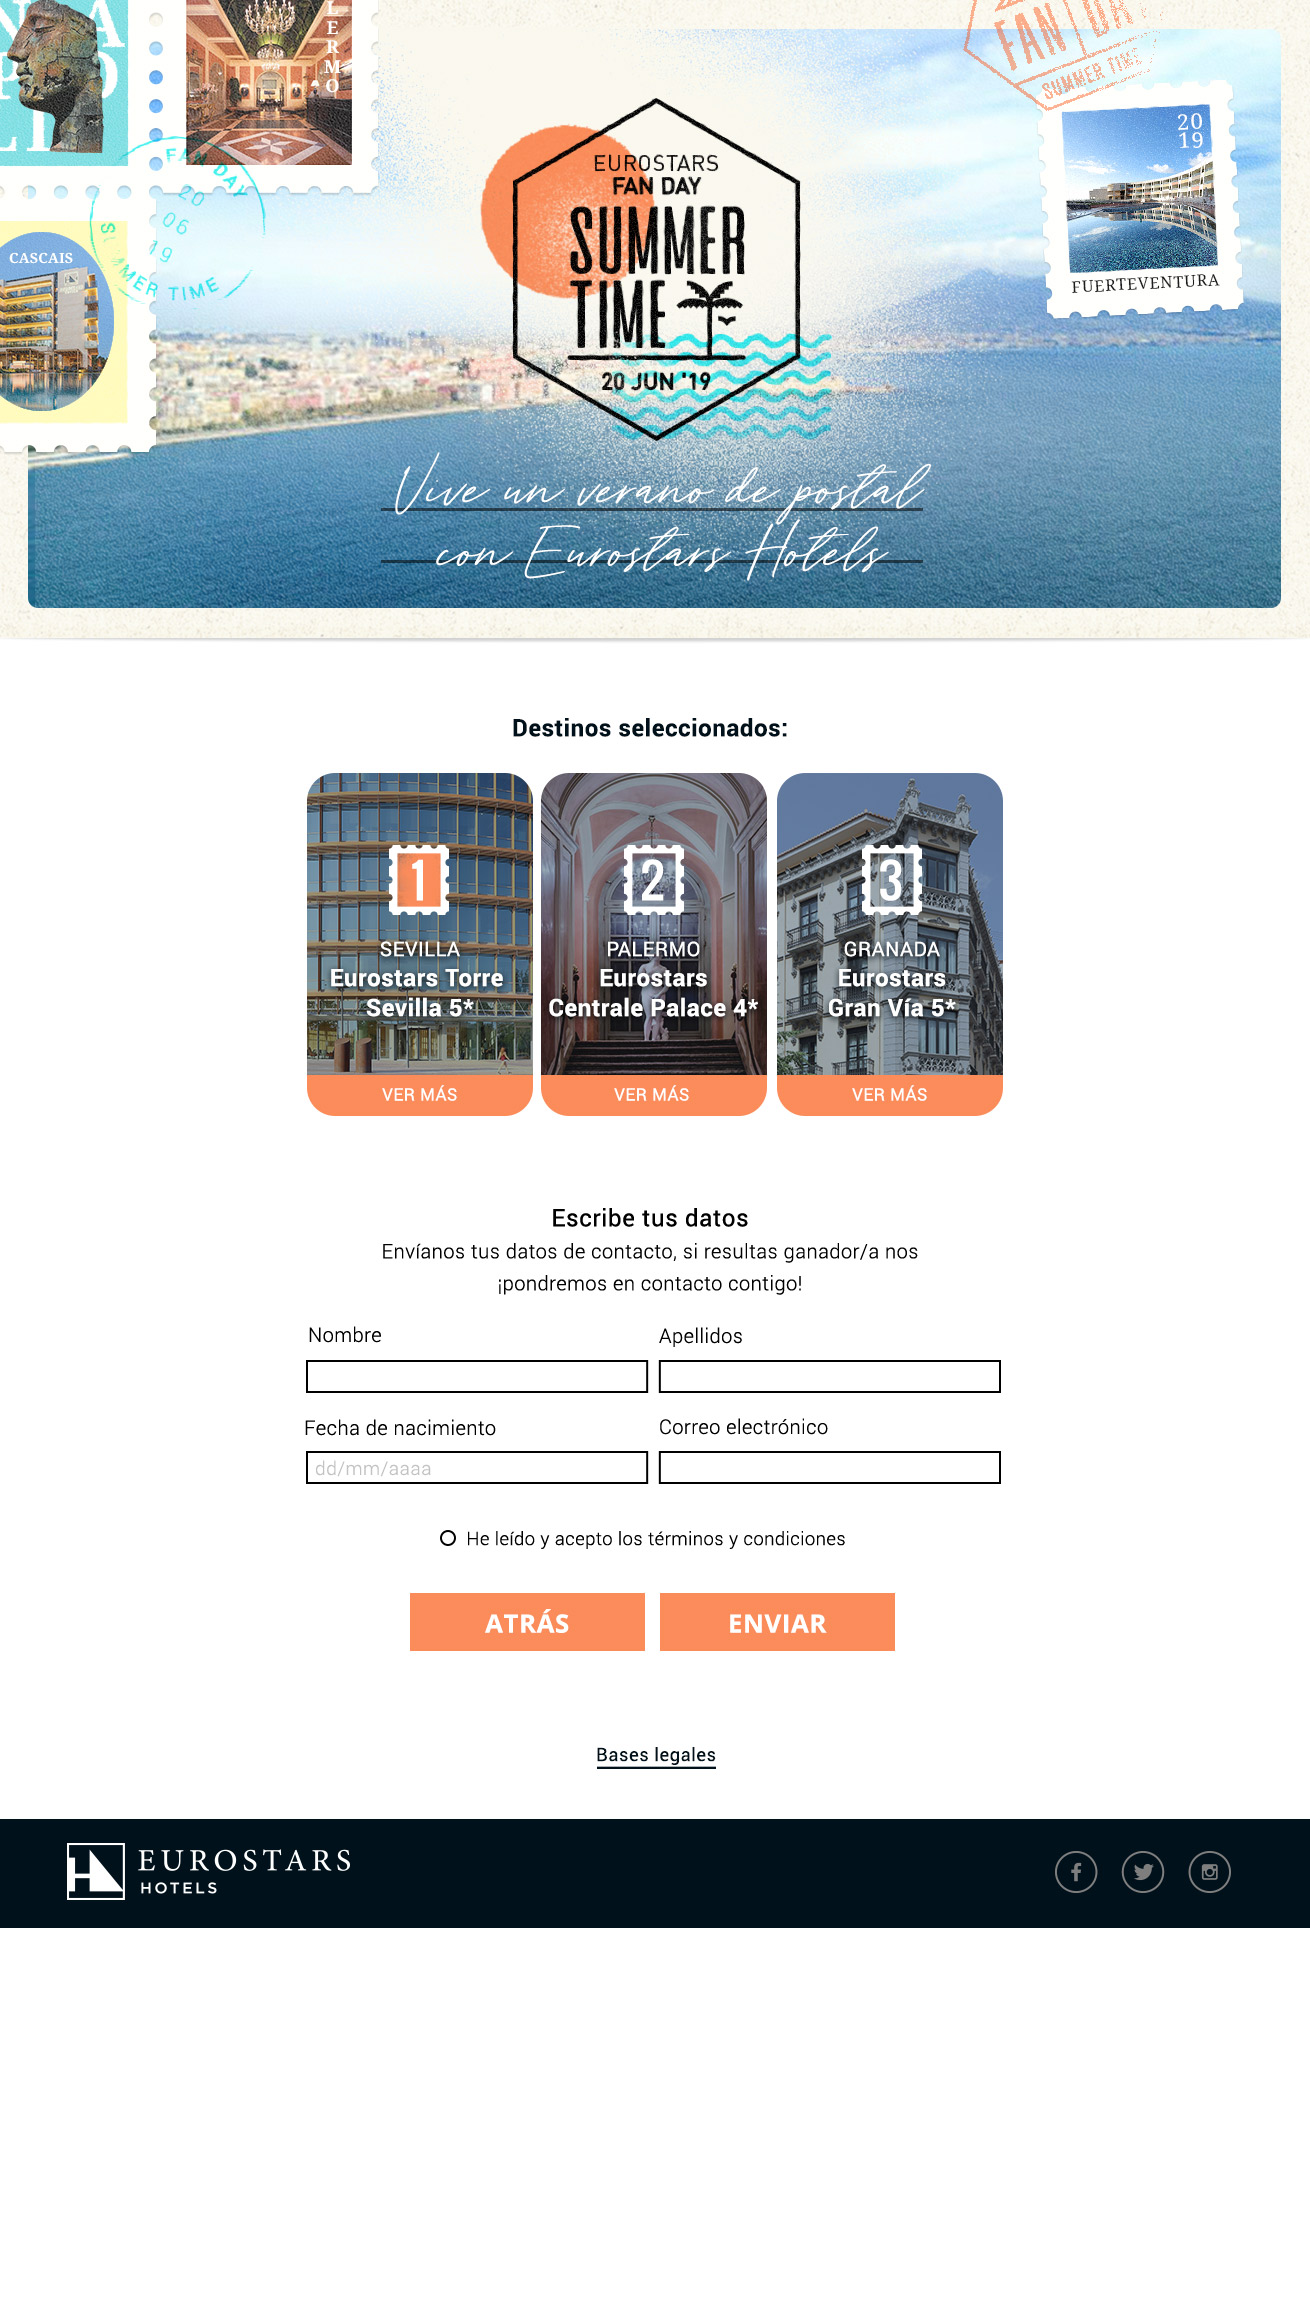 NA
PO
LI
LERMO
FAN DAY
20
06
19
SUMMER TIME
CASCAIS
EUROSTARS
FAN DAY
SUMMER
TIME
20 JUN '19
FAN DAY
SUMMER TIME
20
19
FUERTEVENTURA
Vive un verano de postal
con Eurostars Hotels
Destinos seleccionados:
1
SEVILLA
Eurostars Torre
Sevilla 5*
VER MÁS
2
PALERMO
Eurostars
Centrale Palace 4*
VER MÁS
3
GRANADA
Eurostars
Gran Vía 5*
VER MÁS
Escribe tus datos
Envíanos tus datos de contacto, si resultas ganador/a nos
¡pondremos en contacto contigo!
Nombre
Apellidos
Fecha de nacimiento
Correo electrónico
dd/mm/aaaa
He leído y acepto los términos y condiciones
ATRÁS
ENVIAR
Bases legales
EUROSTARS
HOTELS